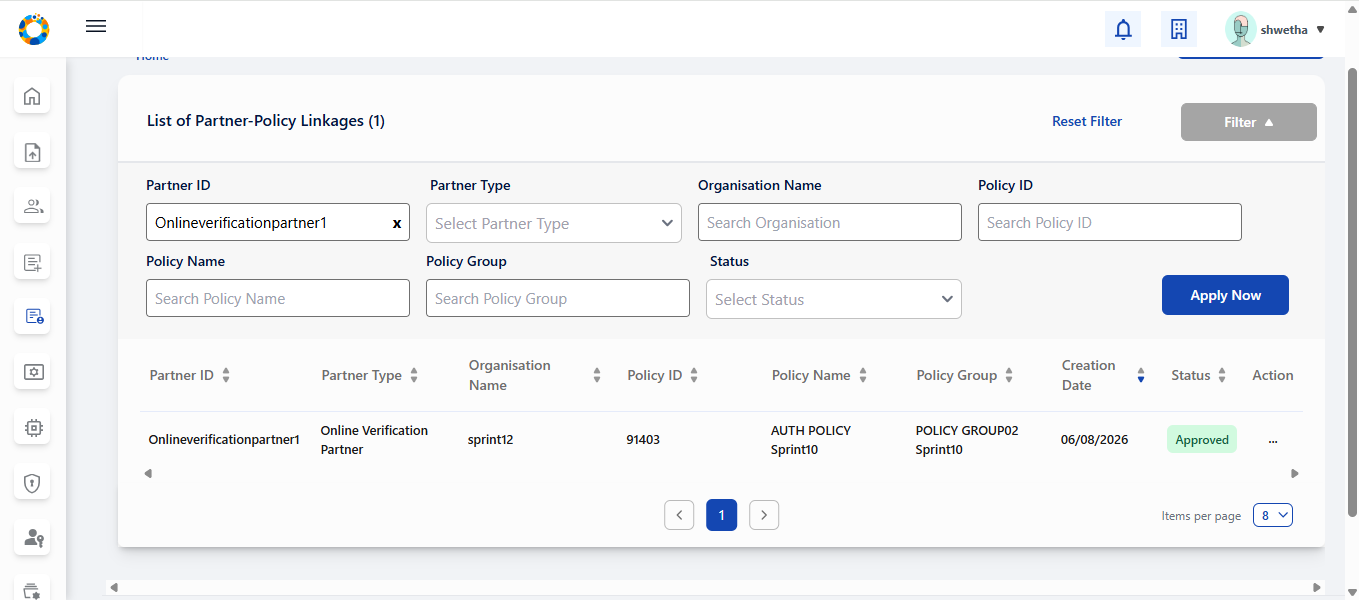 shwetha
Home
List of Partner-Policy Linkages (1)
Reset Filter
Filter
Partner ID
Partner Type
Organisation Name
Policy ID
Onlineverificationpartner1 x
Select Partner Type
Search Organisation
Search Policy ID
Policy Name
Policy Group
Status
Search Policy Name
Search Policy Group
Select Status
Apply Now
Partner ID
Partner Type
Organisation
Name
Policy ID
Policy Name
Policy Group
Creation
Date
Status
Action
Onlineverificationpartner1
Online Verification
Partner
sprint12
91403
AUTH POLICY
Sprint10
POLICY GROUP02
Sprint10
06/08/2026
Approved
...
1
Items per page
8